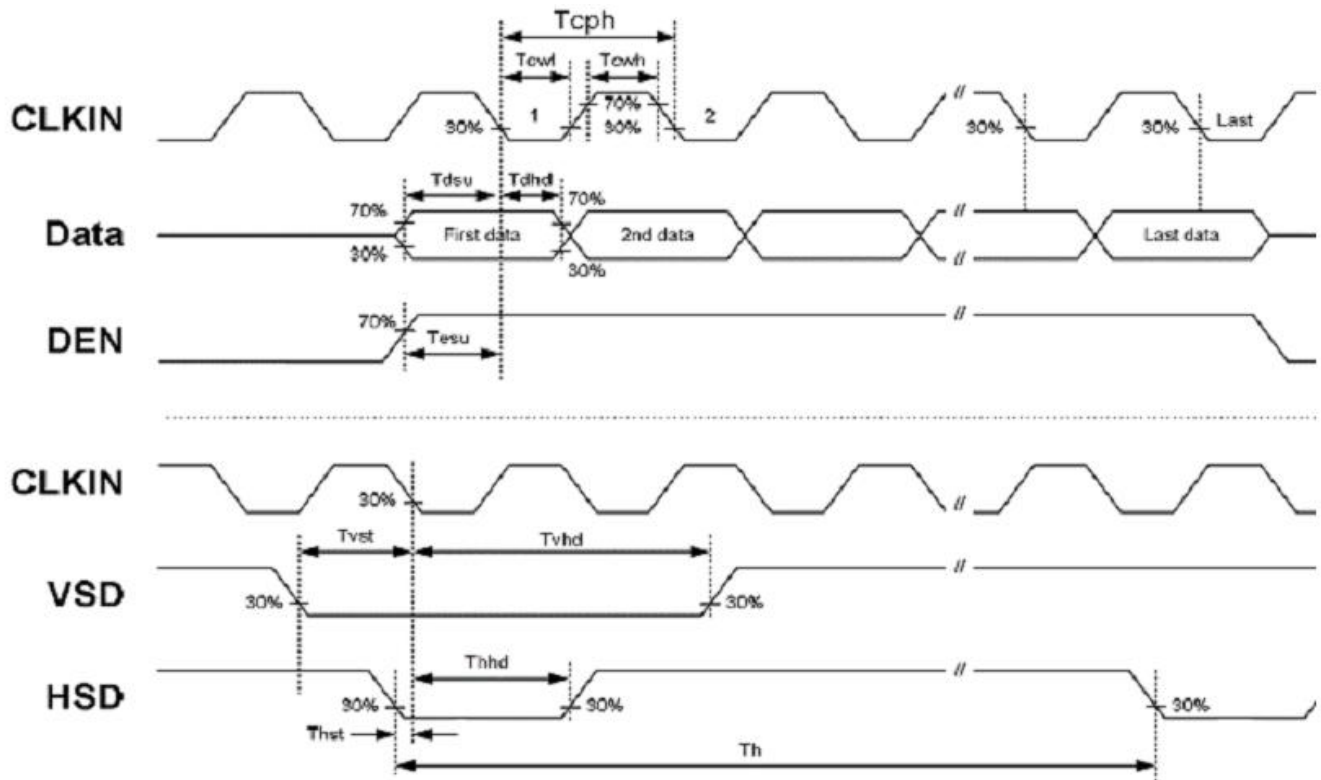 Tcph
Tcwl Tcwh
CLKIN 30% 1 70% 30% 2 30% 30% Last
Tdsu Tdhd
Data 70% 30% First data 70% 30% 2nd data Last data
DEN 70% Tesu
CLKIN 30%
Tvst Tvhd
VSD 30% 30%
Thhd
HSD 30% 30% 30%
Thst
Th